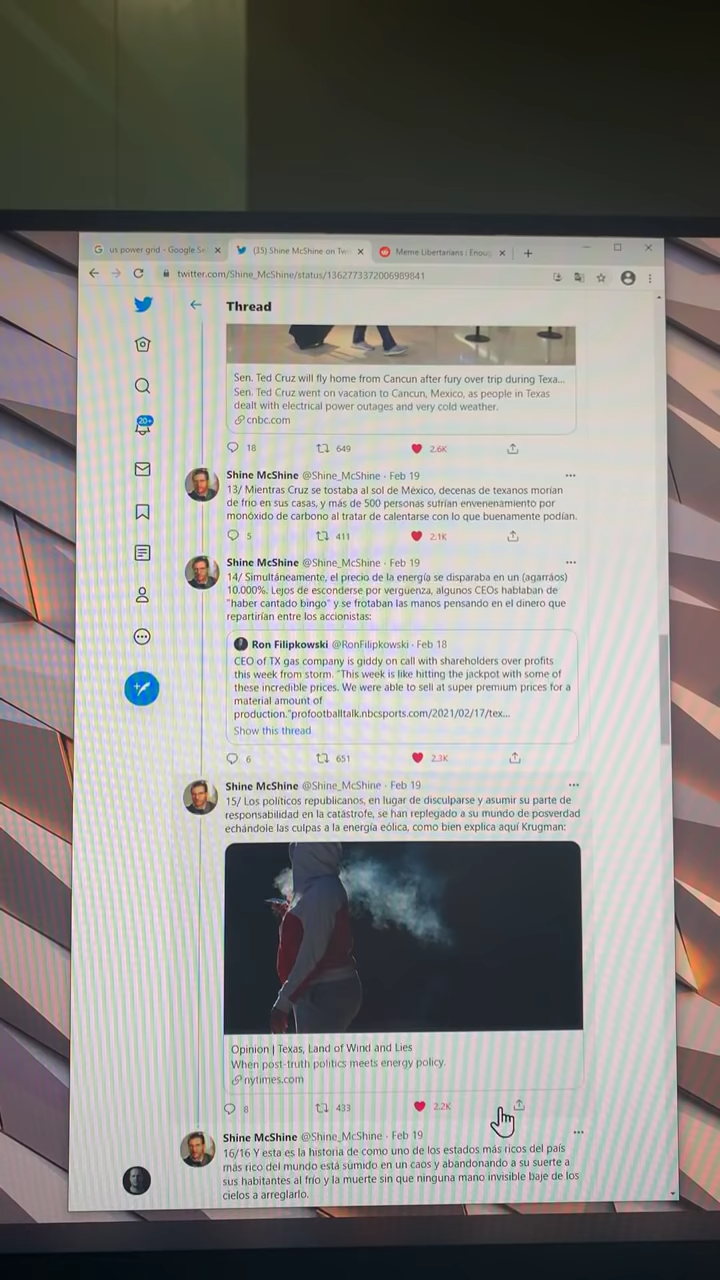 us power grid - Google Se
(35) Shine McShine on Twi
Meme Libertarians : Enoug
twitter.com/Shine_McShine/status/1362773372006989841
Thread
20+
Sen. Ted Cruz will fly home from Cancun after fury over trip during Texa...
Sen. Ted Cruz went on vacation to Cancun, Mexico, as people in Texas
dealt with electrical power outages and very cold weather.
cnbc.com
18 649 2.6K
Shine McShine @Shine_McShine · Feb 19
13/ Mientras Cruz se tostaba al sol de México, decenas de texanos morían
de frío en sus casas, y más de 500 personas sufrían envenenamiento por
monóxido de carbono al tratar de calentarse con lo que buenamente podían.
5 411 2.1K
Shine McShine @Shine_McShine · Feb 19
14/ Simultáneamente, el precio de la energía se disparaba en un (agarráos)
10.000%. Lejos de esconderse por vergüenza, algunos CEOs hablaban de
"haber cantado bingo" y se frotaban las manos pensando en el dinero que
repartirían entre los accionistas:
Ron Filipkowski @RonFilipkowski · Feb 18
CEO of TX gas company is giddy on call with shareholders over profits
this week from storm. "This week is like hitting the jackpot with some of
these incredible prices. We were able to sell at super premium prices for a
material amount of
production."profootballtalk.nbcsports.com/2021/02/17/tex...
Show this thread
6 651 2.3K
Shine McShine @Shine_McShine · Feb 19
15/ Los políticos republicanos, en lugar de disculparse y asumir su parte de
responsabilidad en la catástrofe, se han replegado a su mundo de posverdad
echándole las culpas a la energía eólica, como bien explica aquí Krugman:
Opinion | Texas, Land of Wind and Lies
When post-truth politics meets energy policy.
nytimes.com
8 433 2.2K
Shine McShine @Shine_McShine · Feb 19
16/16 Y esta es la historia de como uno de los estados más ricos del país
más rico del mundo está sumido en un caos y abandonando a su suerte a
sus habitantes al frío y la muerte sin que ninguna mano invisible baje de los
cielos a arreglarlo.